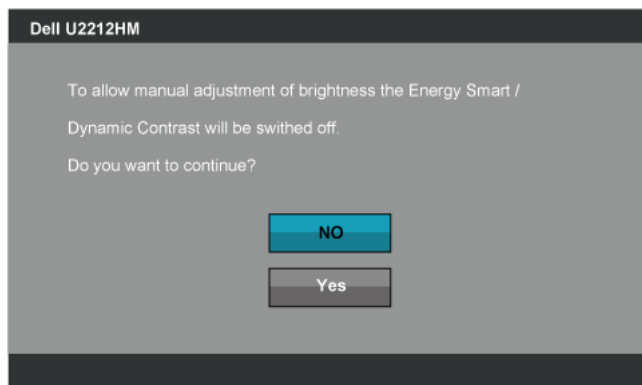 Dell U2212HM
To allow manual adjustment of brightness the Energy Smart /
Dynamic Contrast will be swithed off.
Do you want to continue?
NO
Yes